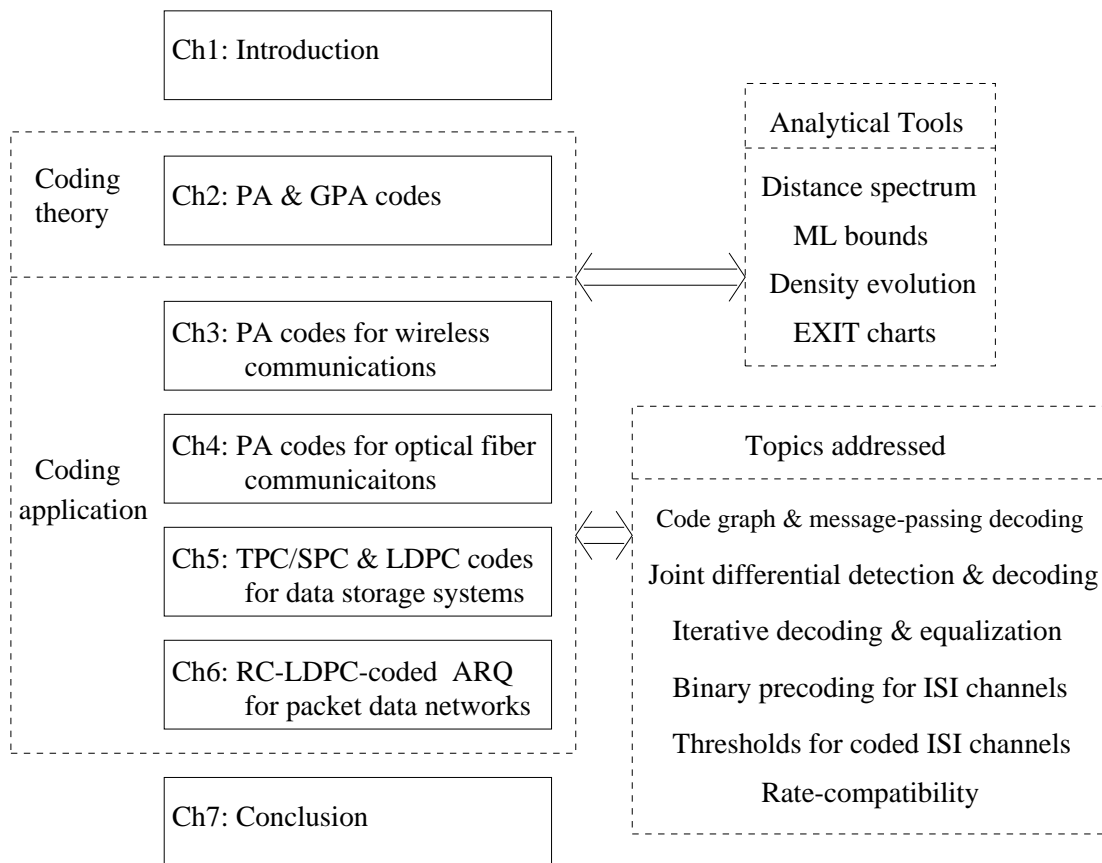 Ch1: Introduction
Coding
theory
Ch2: PA & GPA codes
Coding
application
Ch3: PA codes for wireless
communications
Ch4: PA codes for optical fiber
communicaitons
Ch5: TPC/SPC & LDPC codes
for data storage systems
Ch6: RC-LDPC-coded ARQ
for packet data networks
Ch7: Conclusion
Analytical Tools
Distance spectrum
ML bounds
Density evolution
EXIT charts
Topics addressed
Code graph & message-passing decoding
Joint differential detection & decoding
Iterative decoding & equalization
Binary precoding for ISI channels
Thresholds for coded ISI channels
Rate-compatibility